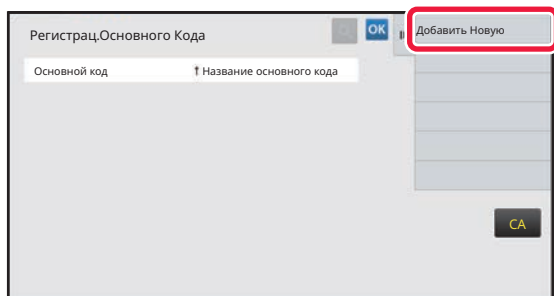 Регистрац.Основного Кода
OK
Добавить Новую
Основной код
Название основного кода
CA